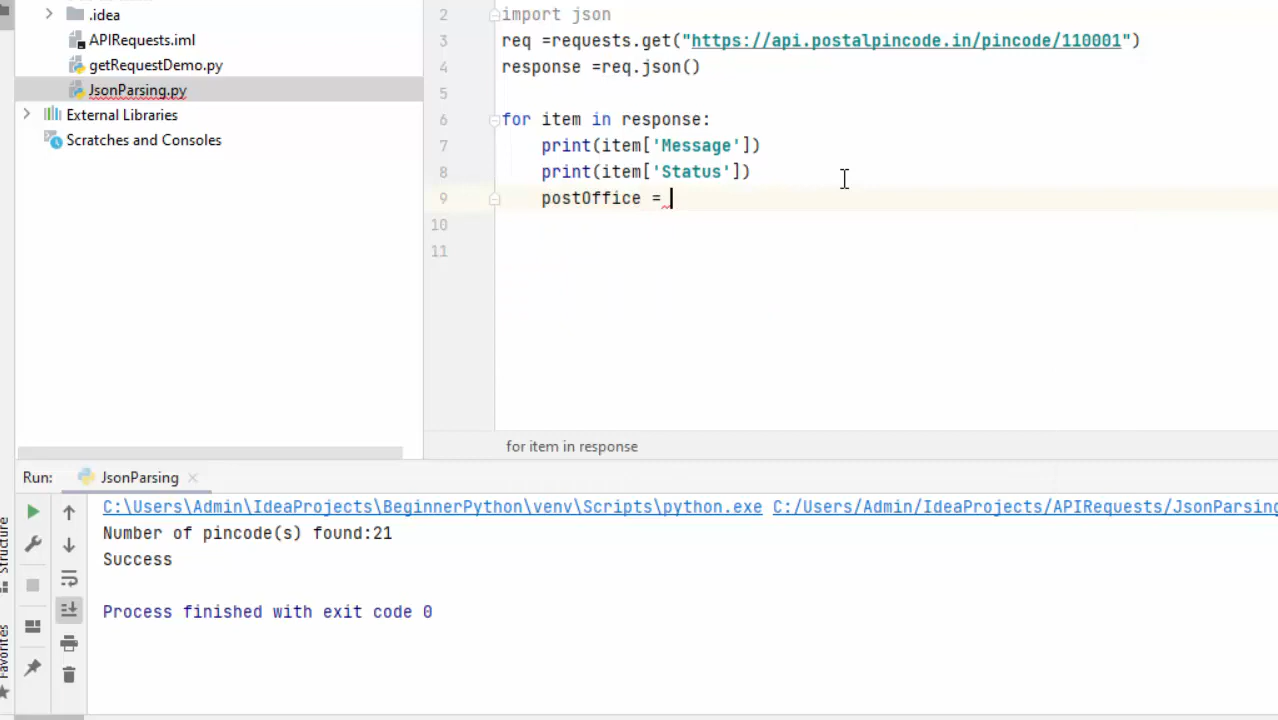 .idea
APIRequests.iml
getRequestDemo.py
JsonParsing.py
External Libraries
Scratches and Consoles
2 import json
3 req =requests.get("https://api.postalpincode.in/pincode/110001")
4 response =req.json()
5
6 for item in response:
7 print(item['Message'])
8 print(item['Status'])
9 postOffice =
10
11
for item in response
Run: JsonParsing
C:\Users\Admin\IdeaProjects\BeginnerPython\venv\Scripts\python.exe C:/Users/Admin/IdeaProjects/APIRequests/JsonParsing
Number of pincode(s) found:21
Success
Process finished with exit code 0
Structure
Favorites